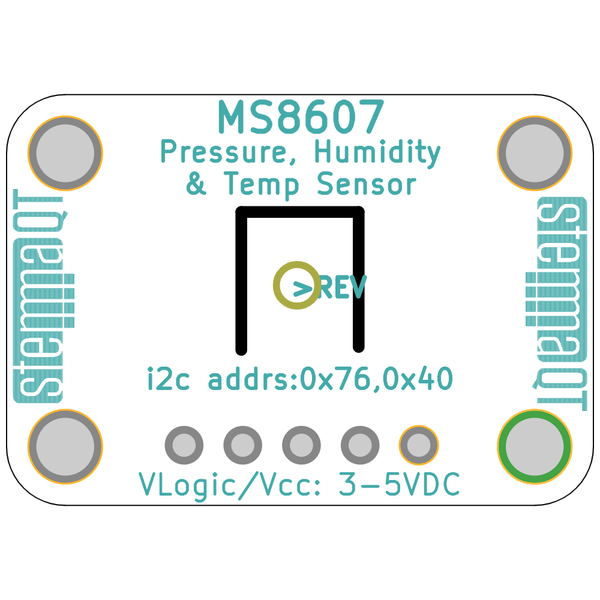 MS8607
Pressure, Humidity
& Temp Sensor
stemmaQT
stemmaQT
>REV
i2c addrs:0x76,0x40
VLogic/Vcc: 3-5VDC